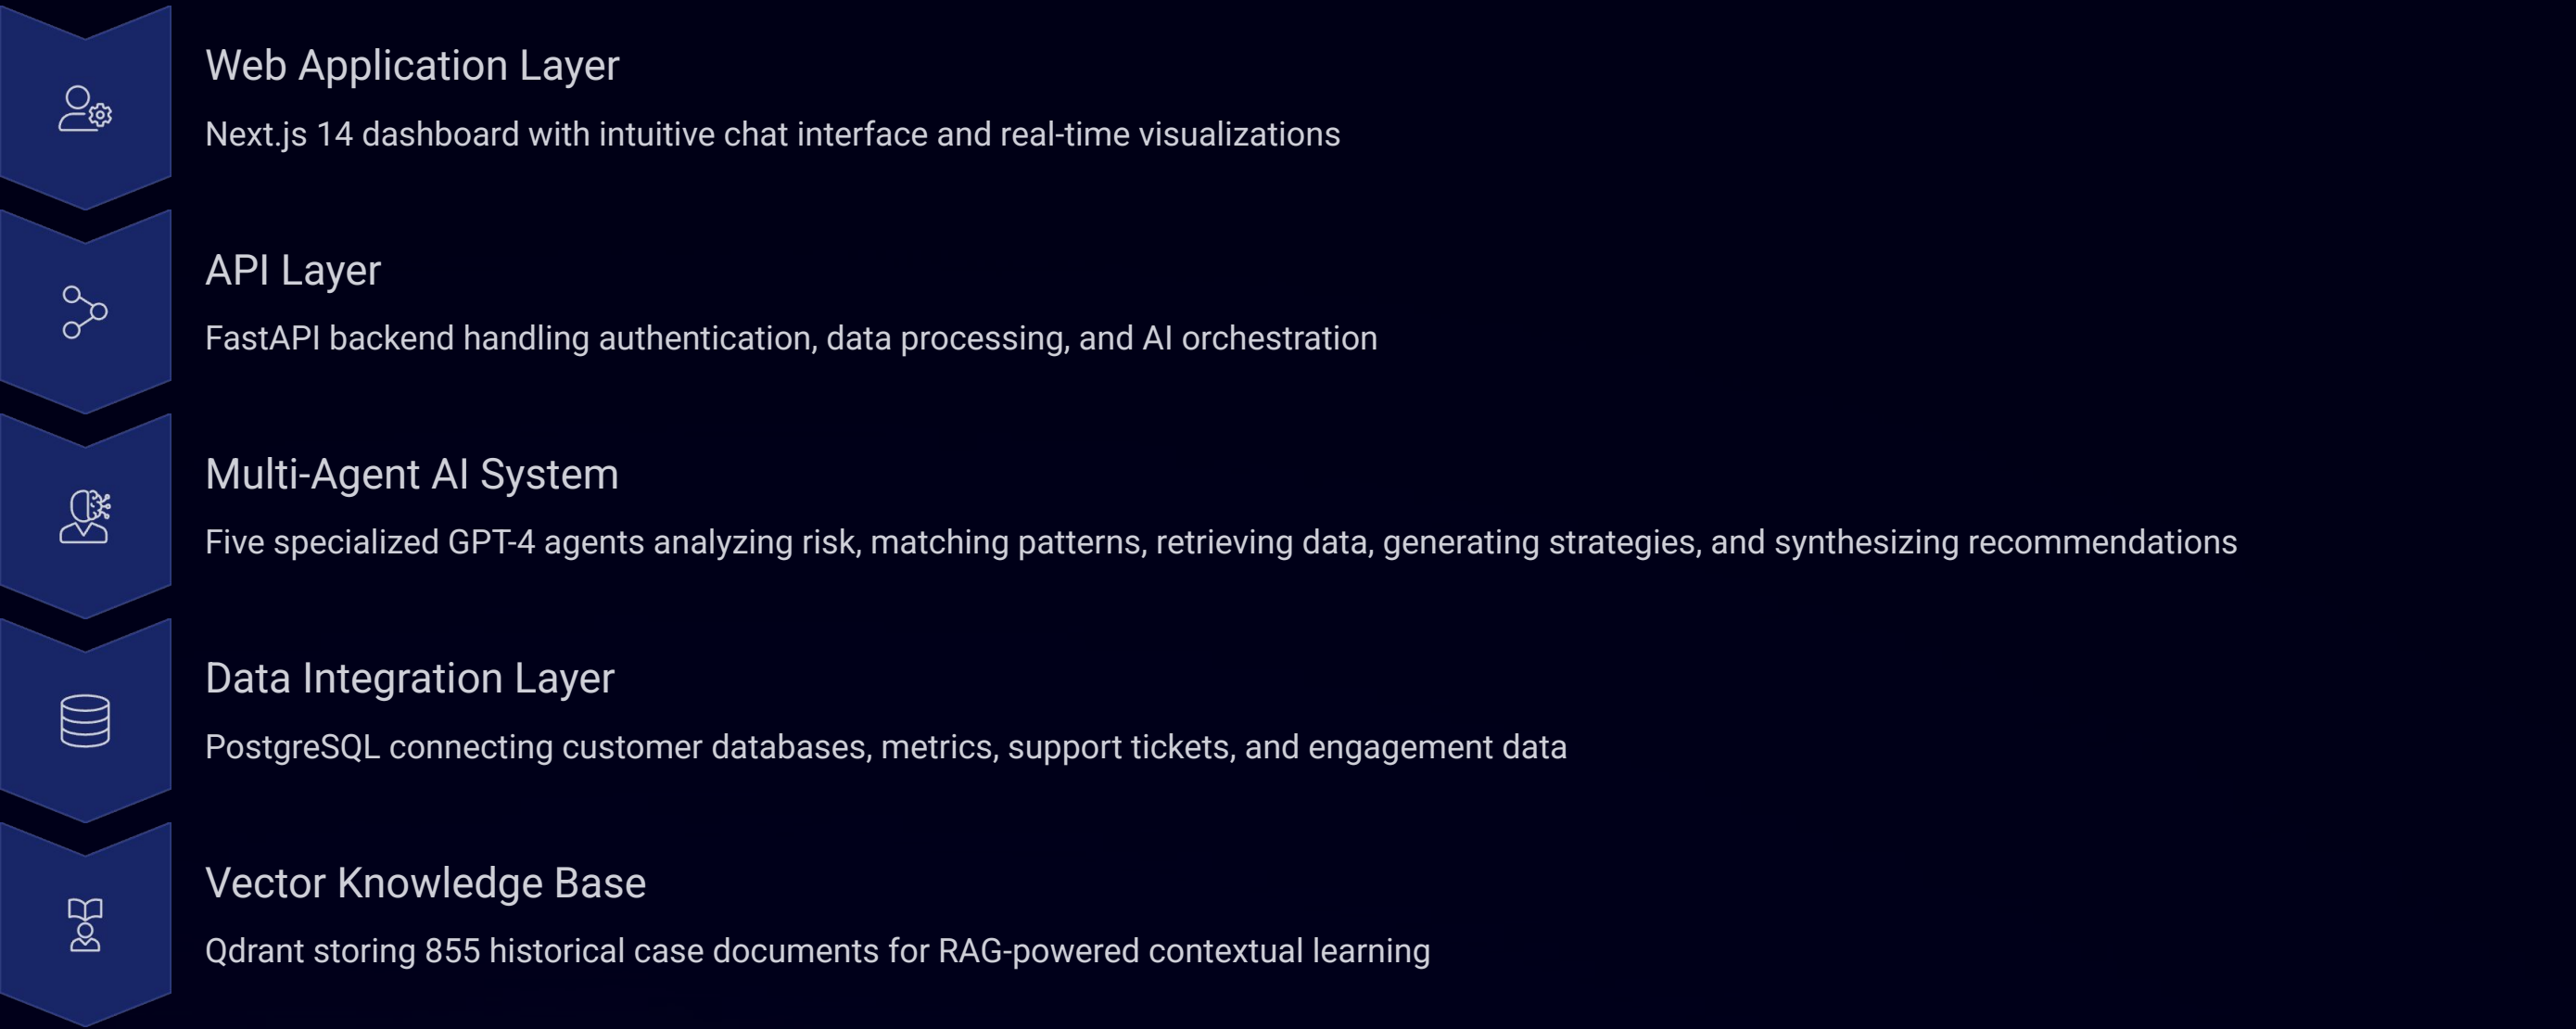 Web Application Layer
Next.js 14 dashboard with intuitive chat interface and real-time visualizations
API Layer
FastAPI backend handling authentication, data processing, and AI orchestration
Multi-Agent AI System
Five specialized GPT-4 agents analyzing risk, matching patterns, retrieving data, generating strategies, and synthesizing recommendations
Data Integration Layer
PostgreSQL connecting customer databases, metrics, support tickets, and engagement data
Vector Knowledge Base
Qdrant storing 855 historical case documents for RAG-powered contextual learning